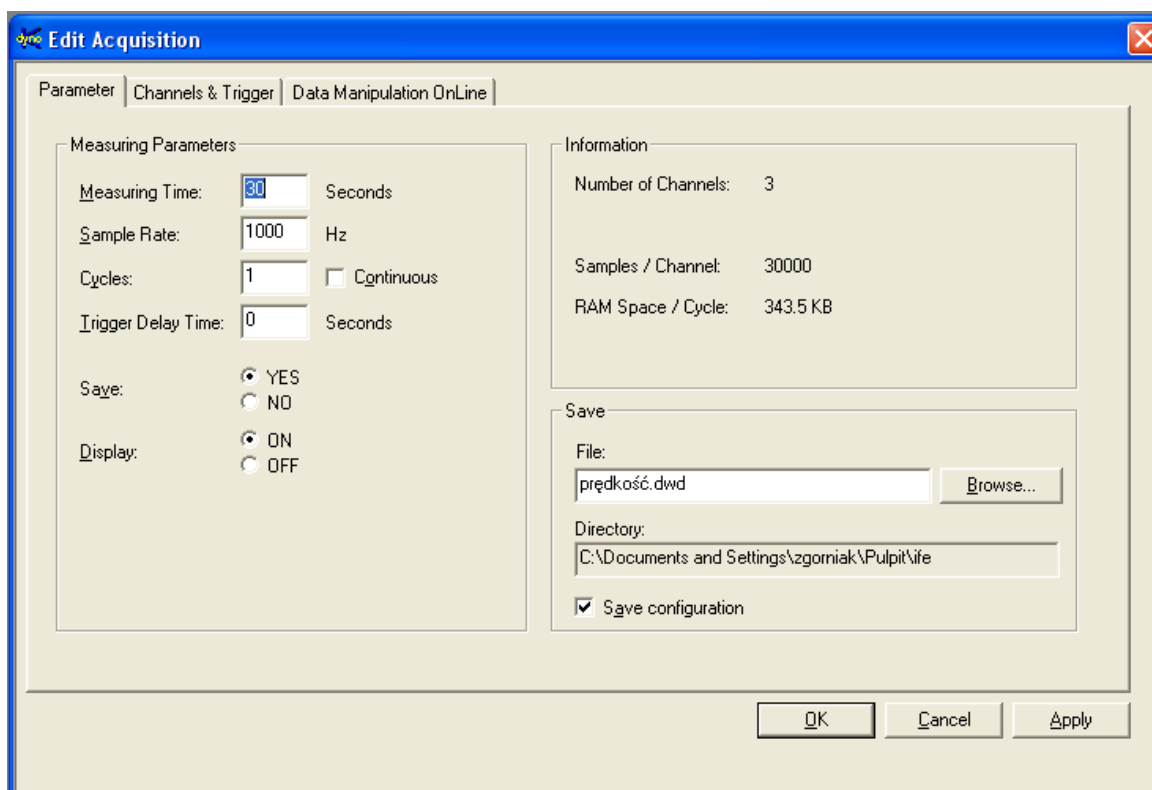 dyno Edit Acquisition
Parameter Channels & Trigger Data Manipulation OnLine
Measuring Parameters
Measuring Time: 30 Seconds
Sample Rate: 1000 Hz
Cycles: 1 Continuous
Trigger Delay Time: 0 Seconds
Save: YES
NO
Display: ON
OFF
Information
Number of Channels: 3
Samples / Channel: 30000
RAM Space / Cycle: 343.5 KB
Save
File:
prędkość.dwd Browse...
Directory:
C:\Documents and Settings\zgorniak\Pulpit\ife
Save configuration
OK Cancel Apply